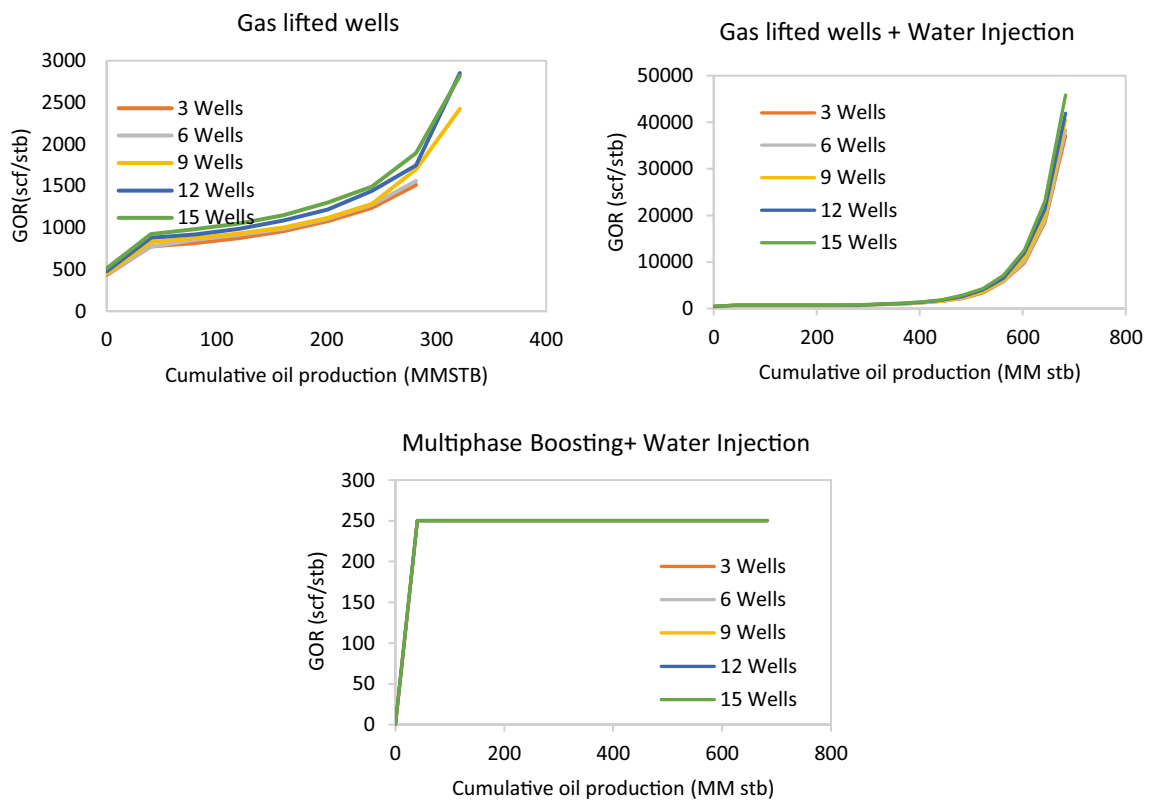 Gas lifted wells
3000
2500
2000
1500
1000
500
0
GOR(scf/stb)
3 Wells
6 Wells
9 Wells
12 Wells
15 Wells
0 100 200 300 400
Cumulative oil production (MMSTB)
Gas lifted wells + Water Injection
50000
40000
30000
20000
10000
0
GOR (scf/stb)
3 Wells
6 Wells
9 Wells
12 Wells
15 Wells
0 200 400 600 800
Cumulative oil production (MM stb)
Multiphase Boosting+ Water Injection
300
250
200
150
100
50
0
GOR (scf/stb)
3 Wells
6 Wells
9 Wells
12 Wells
15 Wells
0 200 400 600 800
Cumulative oil production (MM stb)